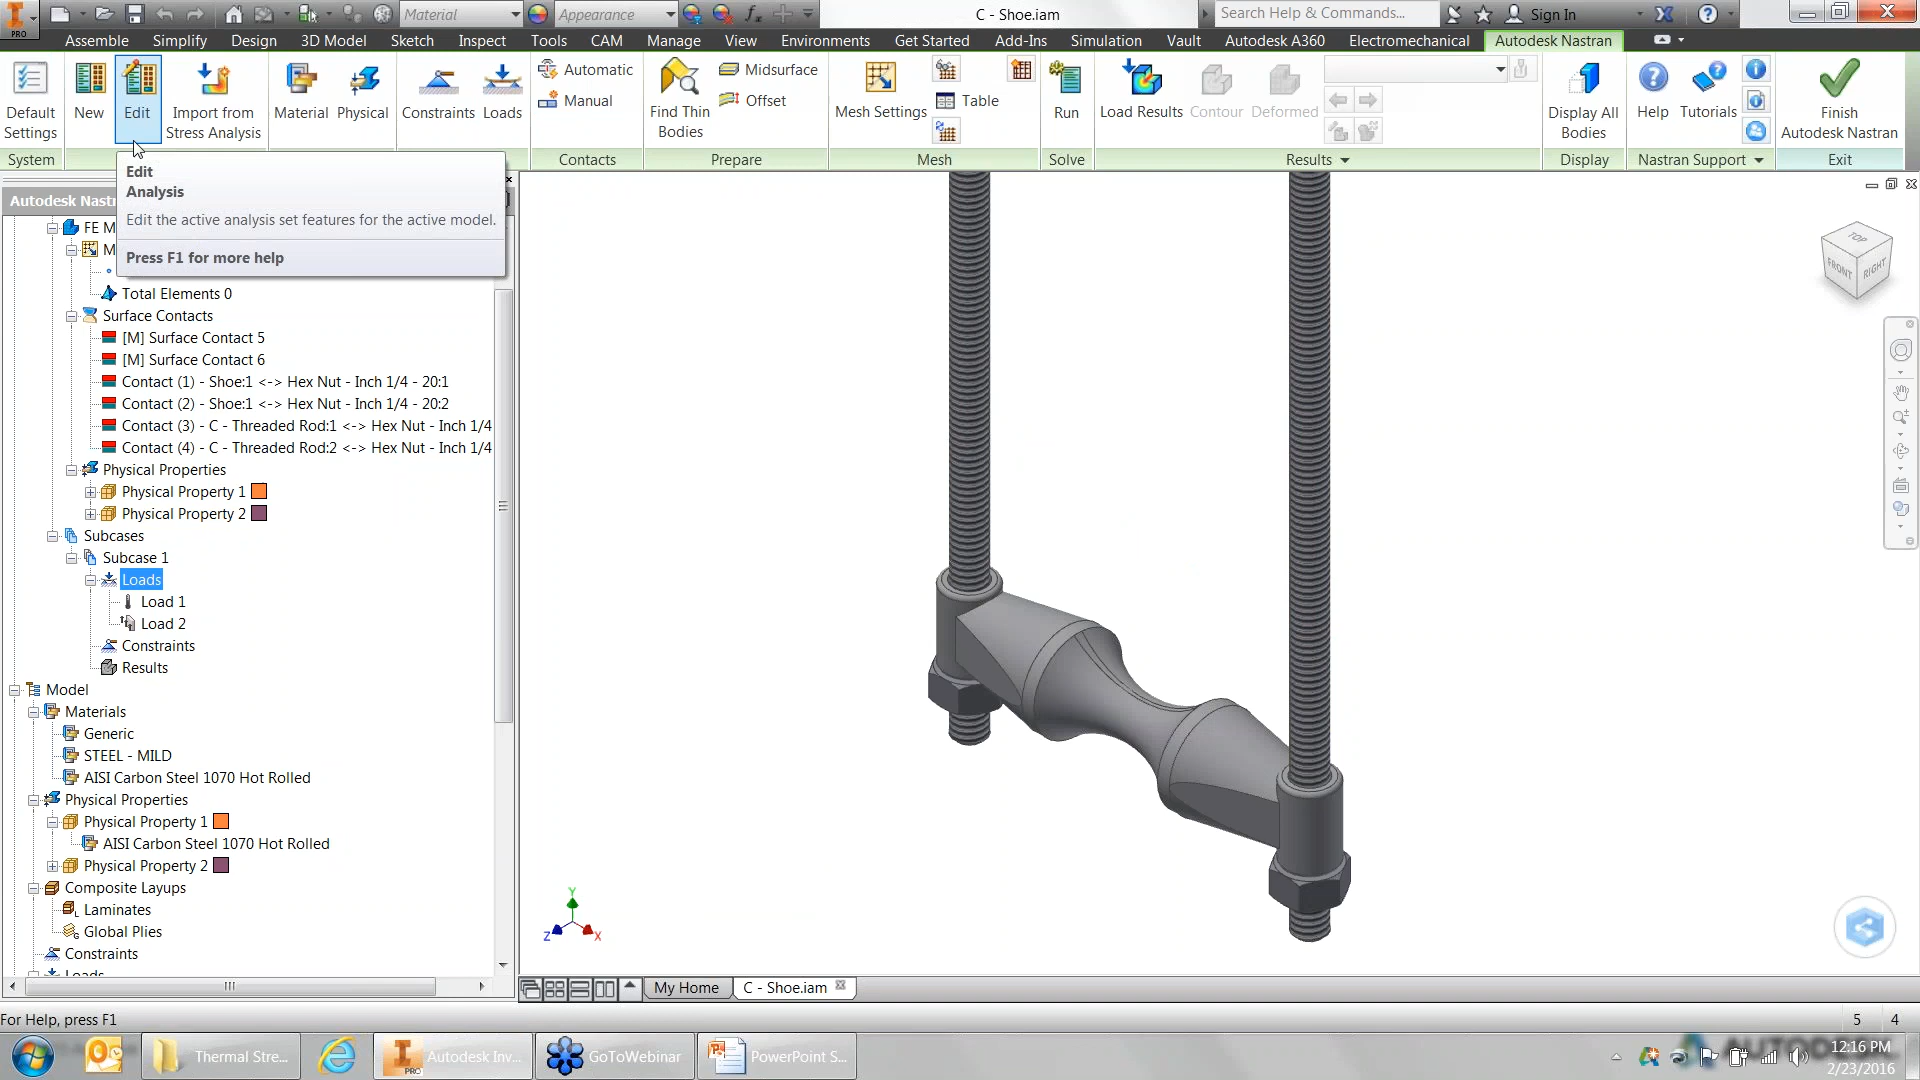 PRO
Material
Appearance
C - Shoe.iam
Search Help & Commands...
Sign In
Assemble Simplify Design 3D Model Sketch Inspect Tools CAM Manage View Environments Get Started Add-Ins Simulation Vault Autodesk A360 Electromechanical Autodesk Nastran
Default Settings
New
Edit
Import from Stress Analysis
Material
Physical
Constraints
Loads
Automatic
Manual
Find Thin Bodies
Midsurface
Offset
Mesh Settings
Table
Run
Load Results
Contour
Deformed
Display All Bodies
Help
Tutorials
Finish Autodesk Nastran
System
Contacts
Prepare
Mesh
Solve
Results
Display
Nastran Support
Exit
Edit
Analysis
Edit the active analysis set features for the active model.
Press F1 for more help
Autodesk Nast
FE M
M
Total Elements 0
Surface Contacts
[M] Surface Contact 5
[M] Surface Contact 6
Contact (1) - Shoe:1 <-> Hex Nut - Inch 1/4 - 20:1
Contact (2) - Shoe:1 <-> Hex Nut - Inch 1/4 - 20:2
Contact (3) - C - Threaded Rod:1 <-> Hex Nut - Inch 1/4
Contact (4) - C - Threaded Rod:2 <-> Hex Nut - Inch 1/4
Physical Properties
Physical Property 1
Physical Property 2
Subcases
Subcase 1
Loads
Load 1
Load 2
Constraints
Results
Model
Materials
Generic
STEEL - MILD
AISI Carbon Steel 1070 Hot Rolled
Physical Properties
Physical Property 1
AISI Carbon Steel 1070 Hot Rolled
Physical Property 2
Composite Layups
Laminates
Global Plies
Constraints
Loads
TOP
FRONT
RIGHT
Y
Z
X
My Home
C - Shoe.iam
For Help, press F1
5 4
Thermal Stre...
Autodesk Inv...
GoToWebinar
PowerPoint S...
12:16 PM
2/23/2016